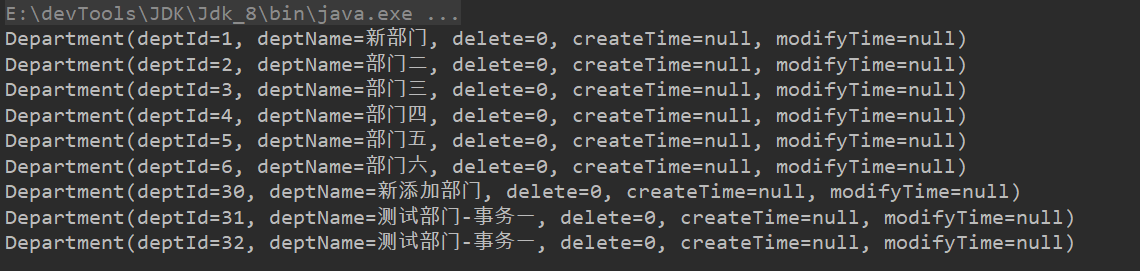 E:\devTools\JDK\Jdk_8\bin\java.exe ...
Department(deptId=1, deptName=新部门, delete=0, createTime=null, modifyTime=null)
Department(deptId=2, deptName=部门二, delete=0, createTime=null, modifyTime=null)
Department(deptId=3, deptName=部门三, delete=0, createTime=null, modifyTime=null)
Department(deptId=4, deptName=部门四, delete=0, createTime=null, modifyTime=null)
Department(deptId=5, deptName=部门五, delete=0, createTime=null, modifyTime=null)
Department(deptId=6, deptName=部门六, delete=0, createTime=null, modifyTime=null)
Department(deptId=30, deptName=新添加部门, delete=0, createTime=null, modifyTime=null)
Department(deptId=31, deptName=测试部门-事务一, delete=0, createTime=null, modifyTime=null)
Department(deptId=32, deptName=测试部门-事务一, delete=0, createTime=null, modifyTime=null)